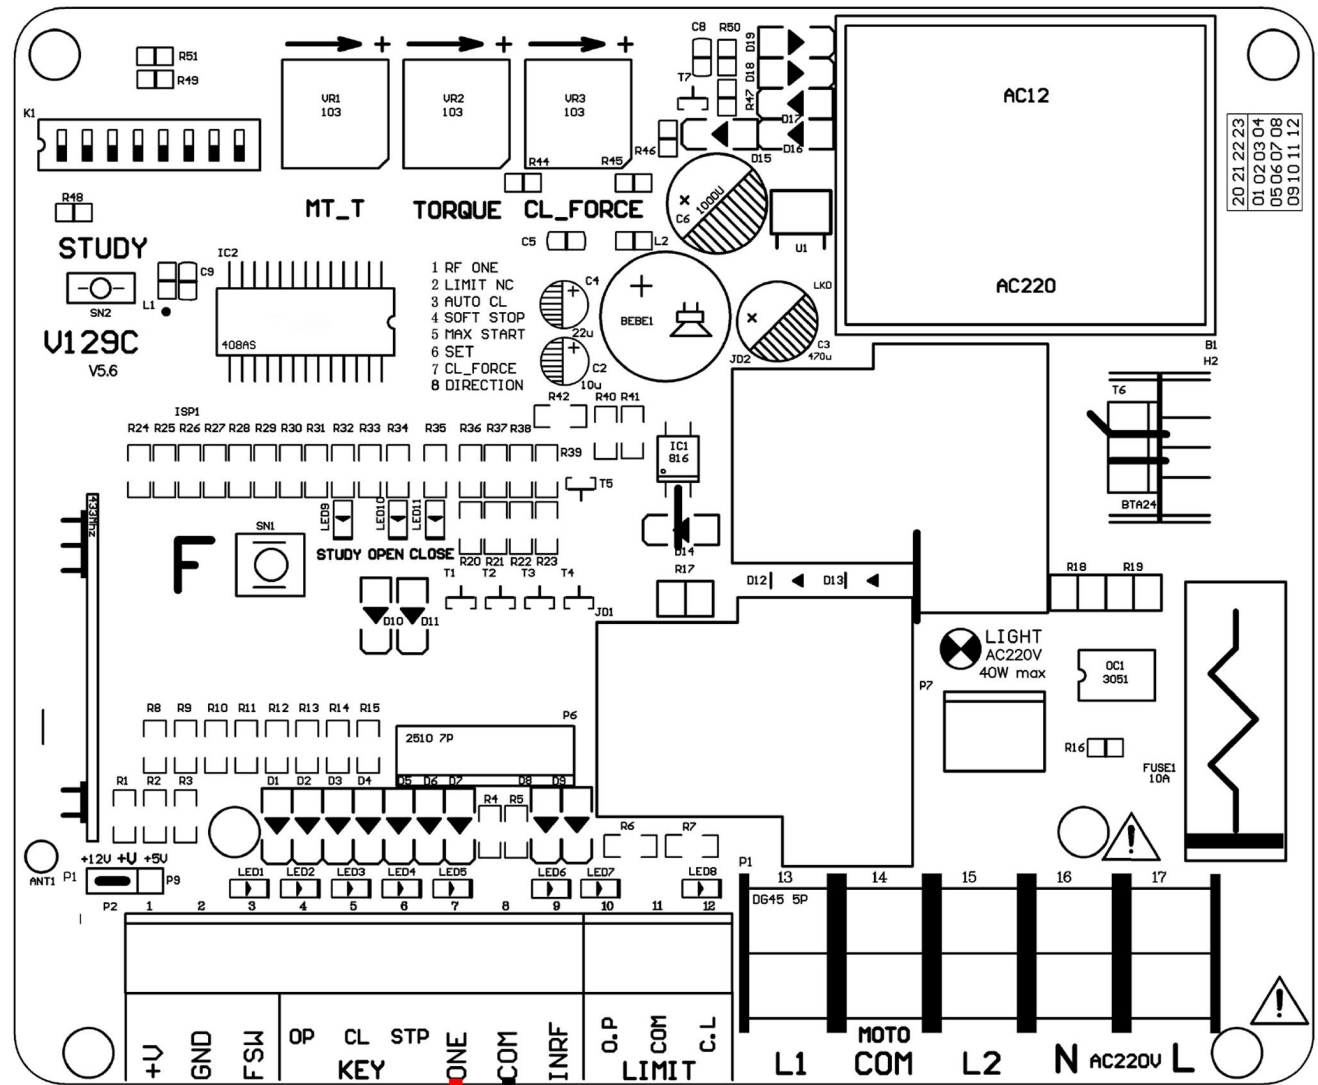 R51
R49
K1
VR1
103
VR2
103
VR3
103
+
+
+
C8
R50
D19
D18
T7
R47
D17
R46
D15
D16
AC12
AC220
20 21 22 23
01 02 03 04
05 06 07 08
09 10 11 12
R44
R45
R48
MT_T
TORQUE
CL_FORCE
C6
1000U
U1
STUDY
IC2
C5
L2
C9
L1
SN2
V129C
V5.6
408AS
1 RF ONE
2 LIMIT NC
3 AUTO CL
4 SOFT STOP
5 MAX START
6 SET
7 CL_FORCE
8 DIRECTION
C4
22u
C2
10u
BEBE1
LKD
C3
470u
JD2
B1
H2
T6
BTA24
ISP1
R24 R25 R26 R27 R28 R29 R30 R31 R32 R33 R34 R35 R36 R37 R38
R39
R42
R40
R41
IC1
816
T5
433Mhz
LED9
LED10
LED11
STUDY OPEN CLOSE
F
SN1
R20 R21 R22 R23
D14
R17
D12
D13
R18
R19
T1 T2 T3 T4
JD1
D10
D11
LIGHT
AC220V
40W max
OC1
3051
P7
R16
FUSE1
10A
R8 R9 R10 R11 R12 R13 R14 R15
P6
2510 7P
R1 R2 R3
D1 D2 D3 D4 D5 D6 D7 D8 D9
R4 R5
R6
R7
ANT1
+12V +V +5V
P1
P9
LED1 LED2 LED3 LED4 LED5 LED6 LED7 LED8
P2
1 2 3 4 5 6 7 8 9 10 11 12
P1
13 14 15 16 17
DG45 5P
+V
GND
FSW
OP CL STP
KEY
ONE
COM
INRF
O.P
COM
C.L
LIMIT
L1
MOTO
COM
L2
N AC220V L